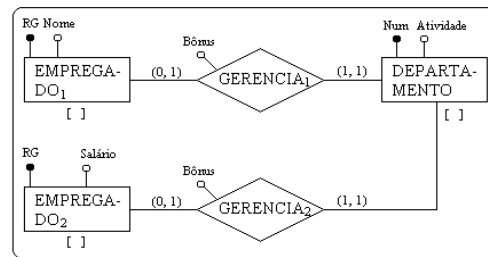 RG Nome
Bônus
Num Atividade
EMPREGA-
DO1
(0, 1)
GERENCIA1
(1, 1)
DEPARTA-
MENTO
[ ]
[ ]
RG
Salário
Bônus
EMPREGA-
DO2
(0, 1)
GERENCIA2
(1, 1)
[ ]